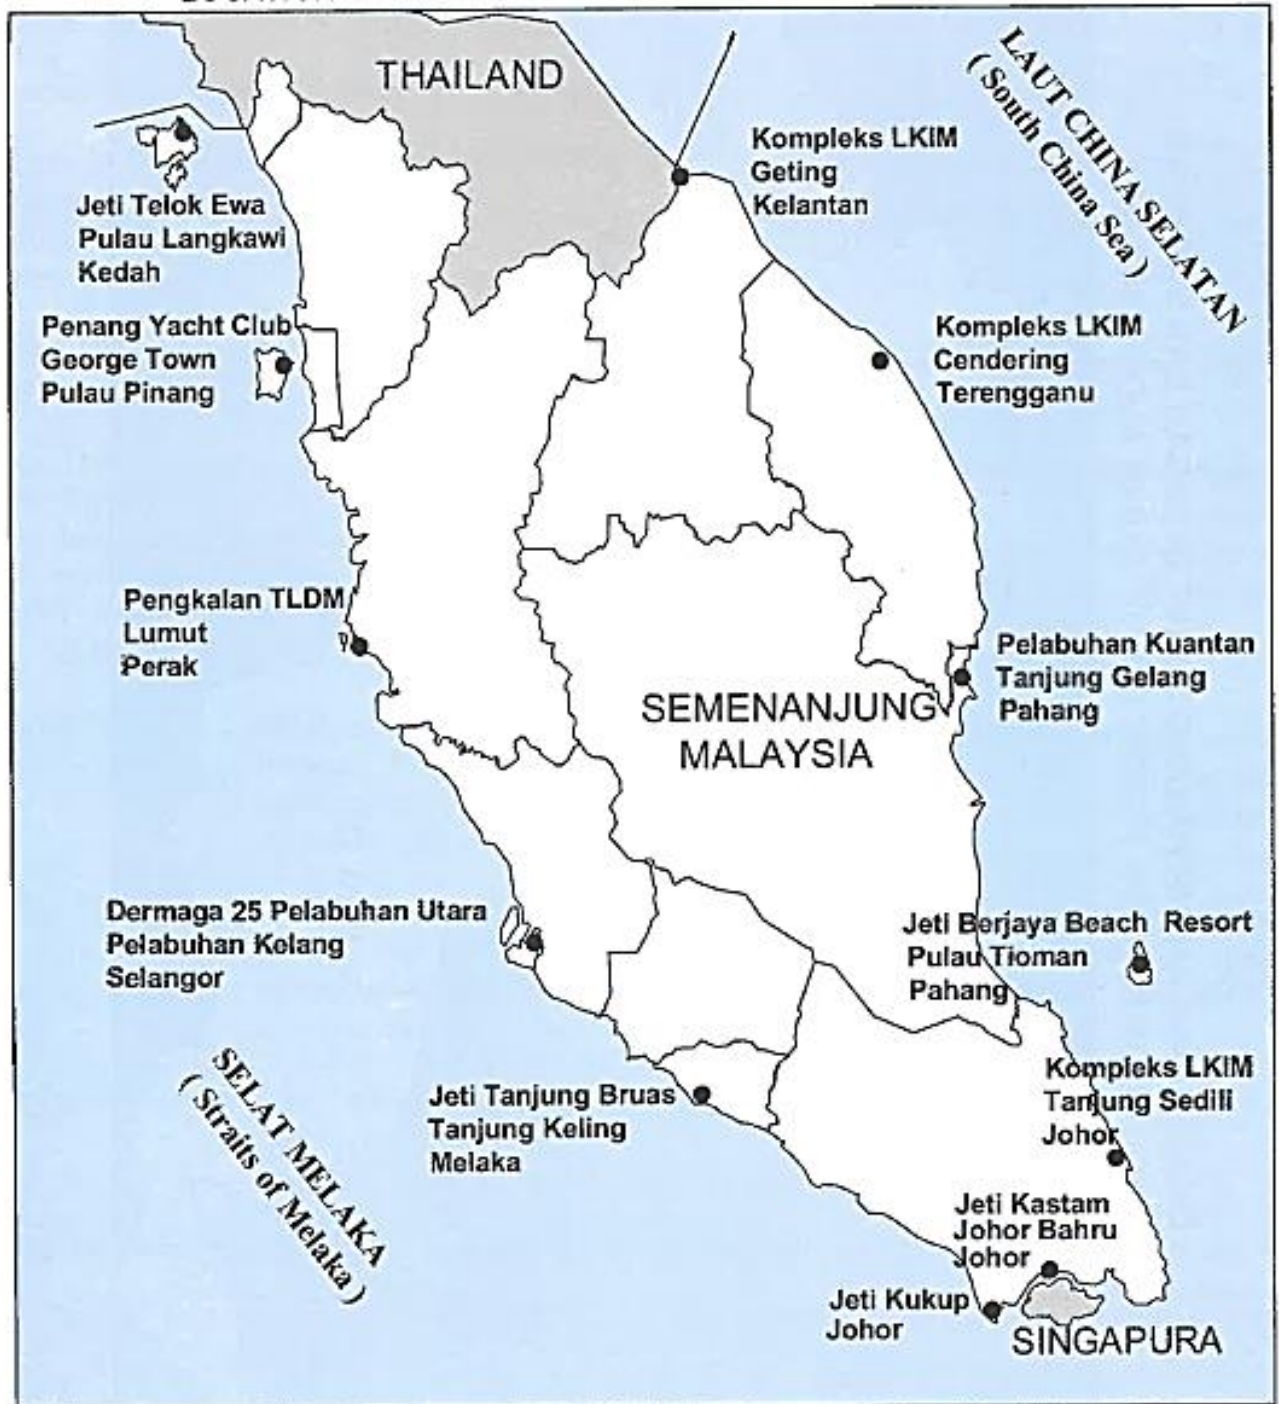 THAILAND
LAUT CHINA SELATAN
( South China Sea )
Kompleks LKIM
Geting
Kelantan
Jeti Telok Ewa
Pulau Langkawi
Kedah
Penang Yacht Club
George Town
Pulau Pinang
Kompleks LKIM
Cendering
Terengganu
Pengkalan TLDM
Lumut
Perak
Pelabuhan Kuantan
Tanjung Gelang
Pahang
SEMENANJUNG
MALAYSIA
Dermaga 25 Pelabuhan Utara
Pelabuhan Kelang
Selangor
Jeti Berjaya Beach Resort
Pulau Tioman
Pahang
SELAT MELAKA
( Straits of Melaka )
Jeti Tanjung Bruas
Tanjung Keling
Melaka
Kompleks LKIM
Tanjung Sedili
Johor
Jeti Kastam
Johor Bahru
Johor
Jeti Kukup
Johor
SINGAPURA